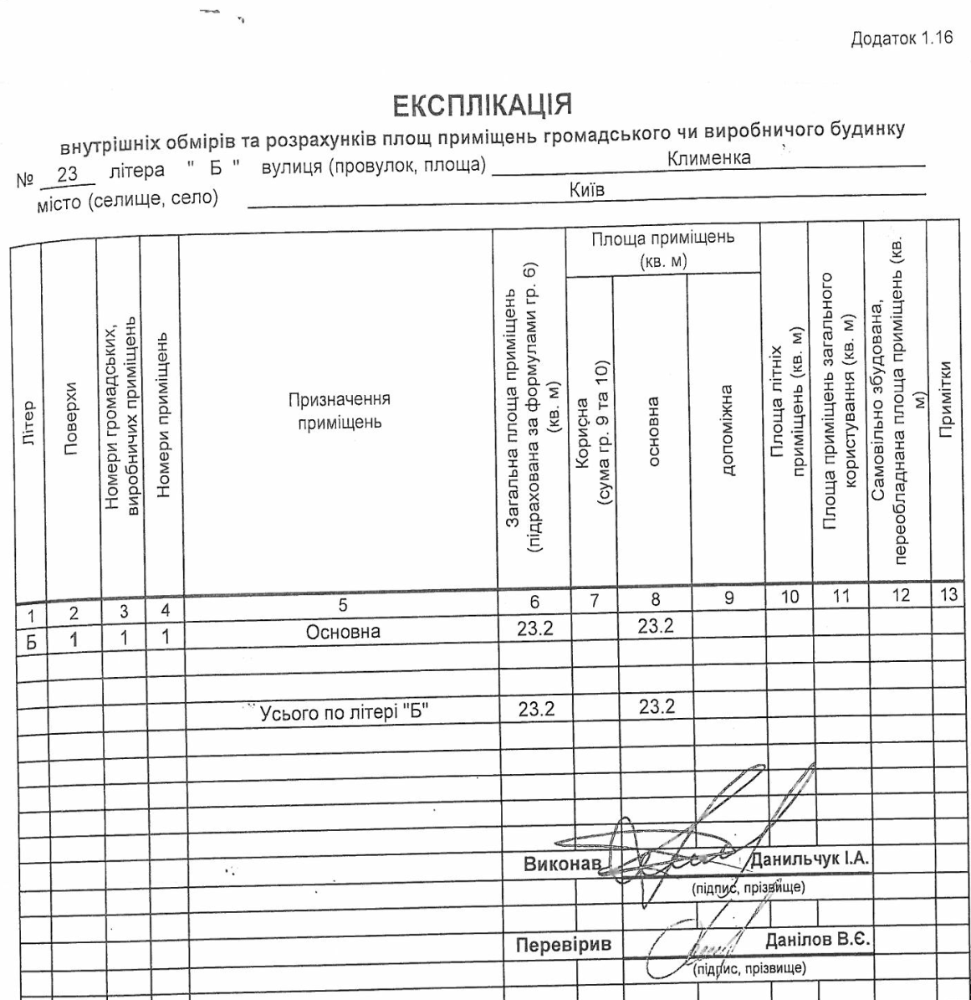 Додаток 1.16
ЕКСПЛІКАЦІЯ
внутрішніх обмірів та розрахунків площ приміщень громадського чи виробничого будинку
№ 23 літера " Б " вулиця (провулок, площа) Клименка
місто (селище, село) Київ
Літер
Поверхи
Номери громадських,
виробничих приміщень
Номери приміщень
Призначення
приміщень
Загальна площа приміщень
(підрахована за формулами гр. 6)
(кв. м)
Площа приміщень
(кв. м)
Корисна
(сума гр. 9 та 10)
основна
допоміжна
Площа літніх
приміщень (кв. м)
Площа приміщень загального
користування (кв. м)
Самовільно збудована,
переобладнана площа приміщень (кв.
м)
Примітки
1 2 3 4 5 6 7 8 9 10 11 12 13
Б 1 1 1 Основна 23.2 23.2
Усього по літері "Б" 23.2 23.2
Виконав Данильчук І.А.
(підпис, прізвище)
Перевірив Данілов В.Є.
(підпис, прізвище)